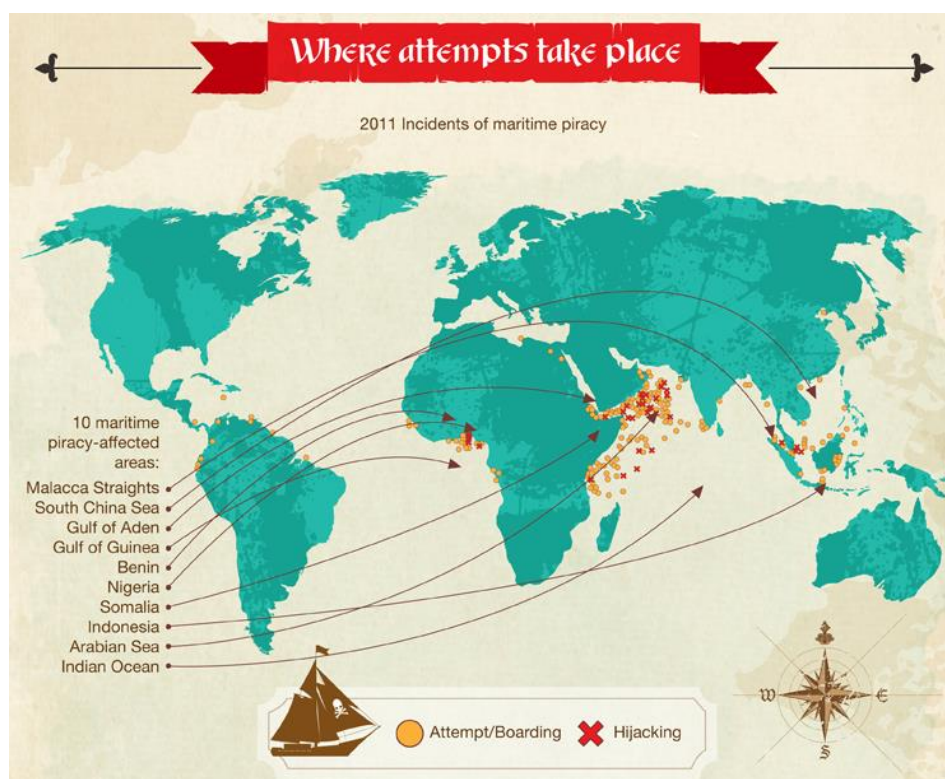 Where attempts take place
2011 Incidents of maritime piracy
10 maritime
piracy-affected
areas:
Malacca Straights
South China Sea
Gulf of Aden
Gulf of Guinea
Benin
Nigeria
Somalia
Indonesia
Arabian Sea
Indian Ocean
Attempt/Boarding
Hijacking
N
W
E
S